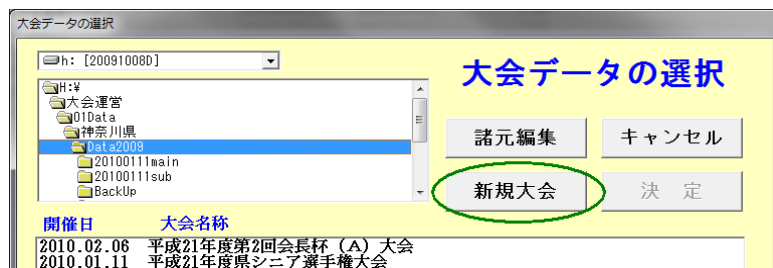 大会データの選択
h: [20091008D]
大会データの選択
H:¥
大会運営
01Data
神奈川県
Data2009
20100111main
20100111sub
BackUp
諸元編集 キャンセル
新規大会 決 定
開催日 大会名称
2010.02.06 平成21年度第2回会長杯（A）大会
2010.01.11 平成21年度県シニア選手権大会